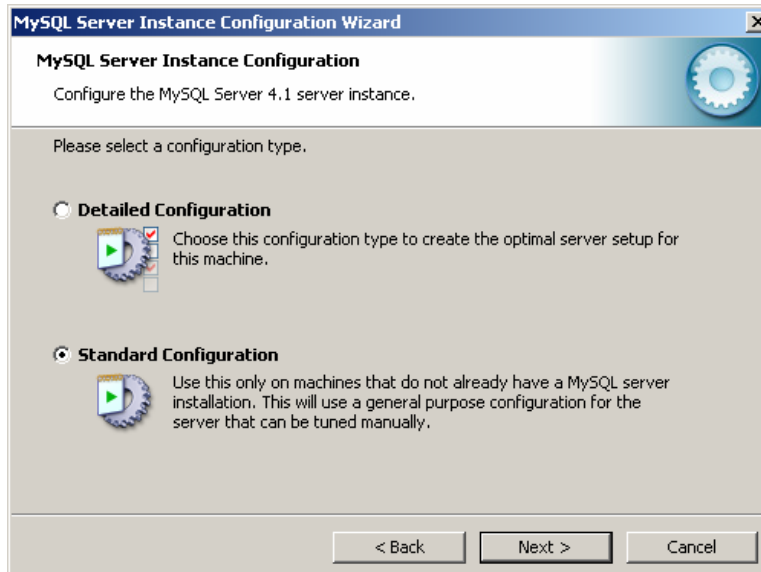 MySQL Server Instance Configuration Wizard
MySQL Server Instance Configuration
Configure the MySQL Server 4.1 server instance.
Please select a configuration type.
Detailed Configuration
Choose this configuration type to create the optimal server setup for
this machine.
Standard Configuration
Use this only on machines that do not already have a MySQL server
installation. This will use a general purpose configuration for the
server that can be tuned manually.
< Back
Next >
Cancel